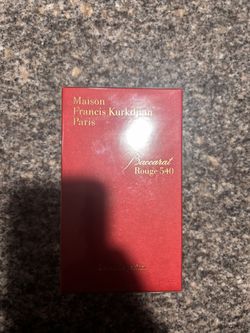 Maison
Francis Kurkdjian
Paris
Baccarat
Rouge 540